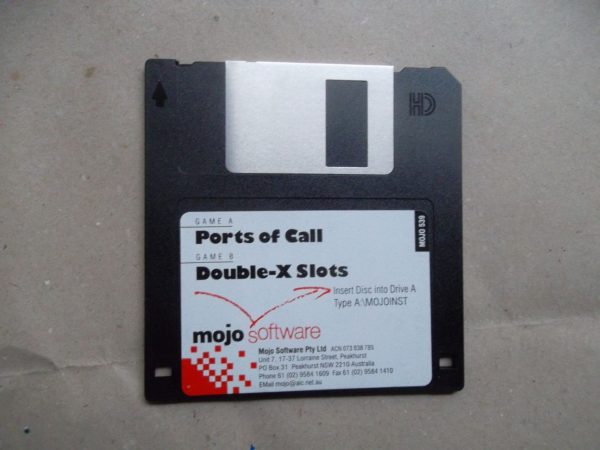 HD
GAME A
Ports of Call
GAME B
Double-X Slots
MOJO 539
Insert Disc into Drive A
Type A:\MOJOINST
mojo software
Mojo Software Pty Ltd ACN 073 938 785
Unit 7, 17-37 Lorraine Street, Peakhurst
PO Box 31 Peakhurst NSW 2210 Australia
Phone 61 (02) 9584 1609 Fax 61 (02) 9584 1410
EMail mojo@aic.net.au